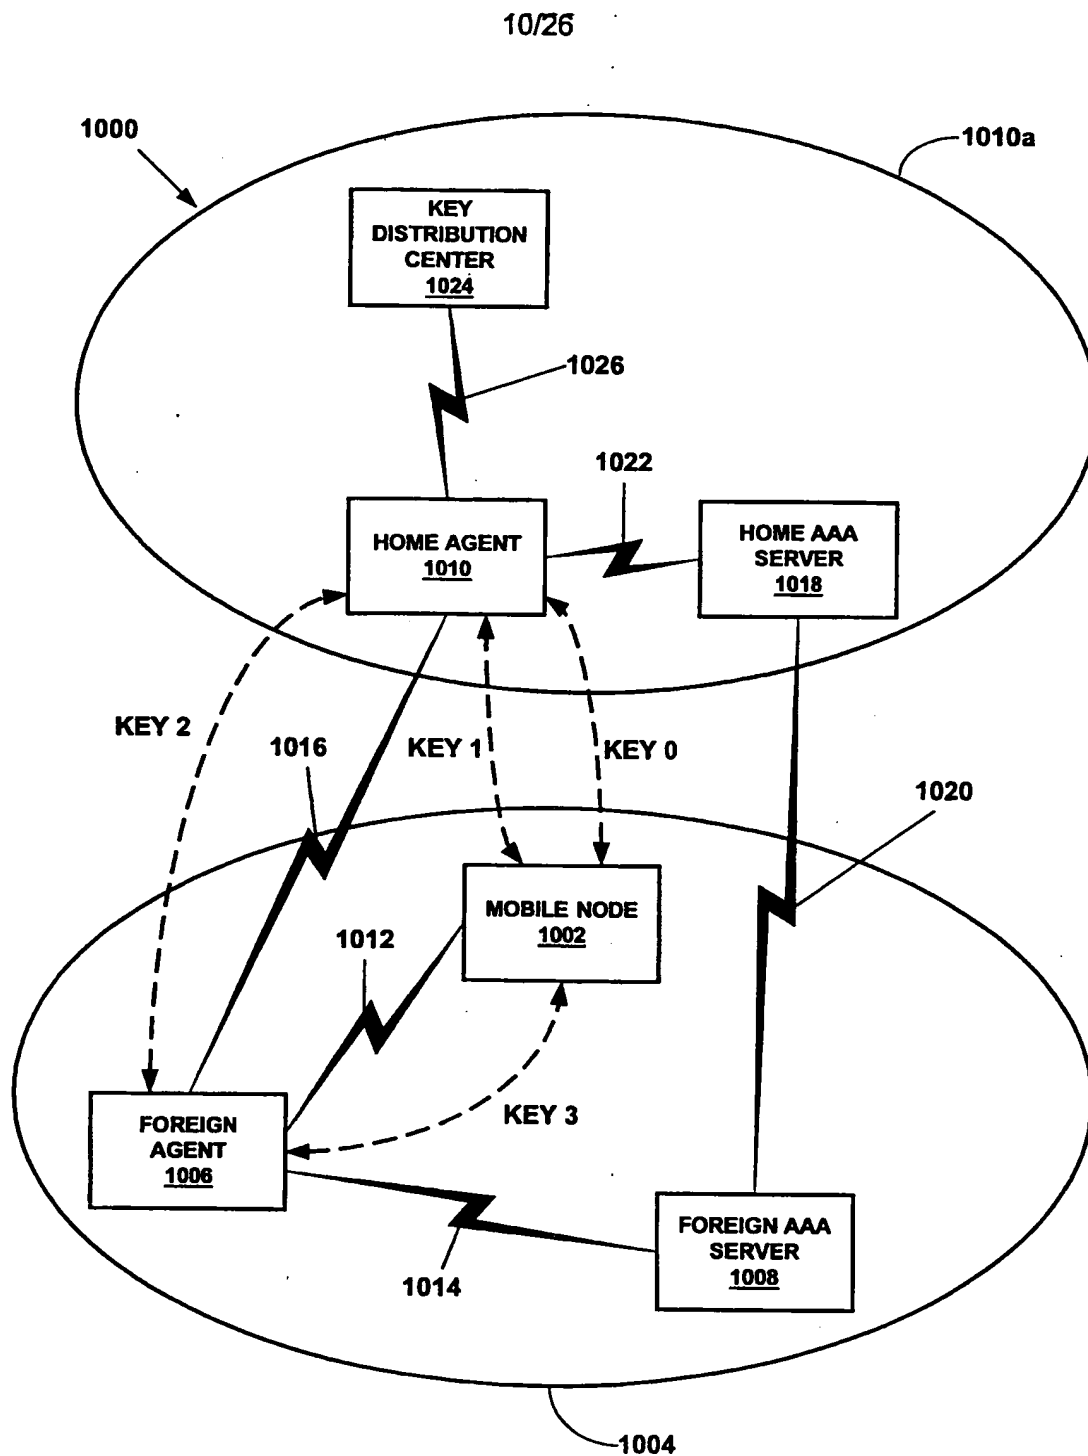 10/26
1000
1010a
KEY
DISTRIBUTION
CENTER
1024
1026
1022
HOME AGENT
1010
HOME AAA
SERVER
1018
KEY 2
1016
KEY 1
KEY 0
1020
MOBILE NODE
1002
1012
FOREIGN
AGENT
1006
KEY 3
FOREIGN AAA
SERVER
1008
1014
1004